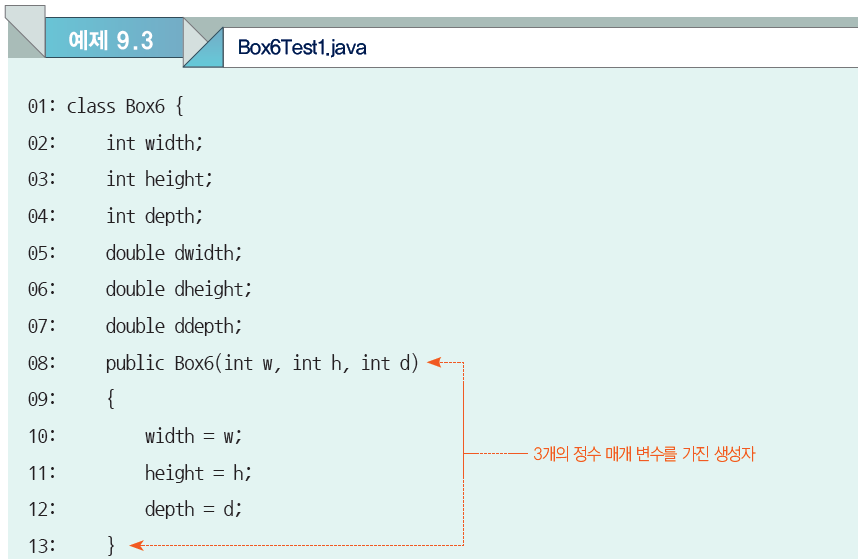 예제 9.3 Box6Test1.java
01: class Box6 {
02: int width;
03: int height;
04: int depth;
05: double dwidth;
06: double dheight;
07: double ddepth;
08: public Box6(int w, int h, int d)
09: {
10: width = w;
3개의 정수 매개 변수를 가진 생성자
11: height = h;
12: depth = d;
13: }